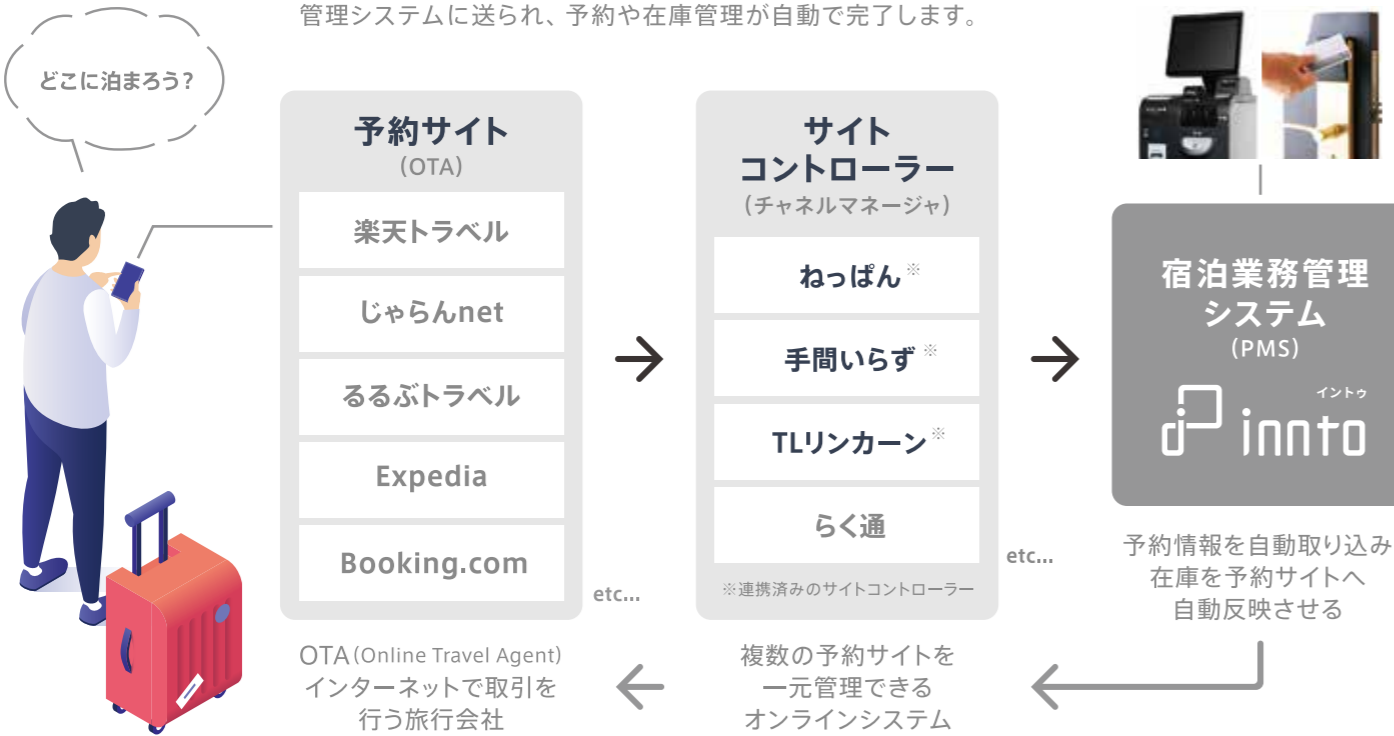 管理システムに送られ、予約や在庫管理が自動で完了します。
どこに泊まろう？
予約サイト
(OTA)
楽天トラベル
じゃらんnet
るるぶトラベル
Expedia
Booking.com
etc...
OTA(Online Travel Agent)
インターネットで取引を
行う旅行会社
サイト
コントローラー
(チャネルマネージャ)
ねっぱん※
手間いらず※
TLリンカーン※
らく通
※連携済みのサイトコントローラー
etc...
複数の予約サイトを
一元管理できる
オンラインシステム
宿泊業務管理
システム
(PMS)
イントゥ
innto
予約情報を自動取り込み
在庫を予約サイトへ
自動反映させる